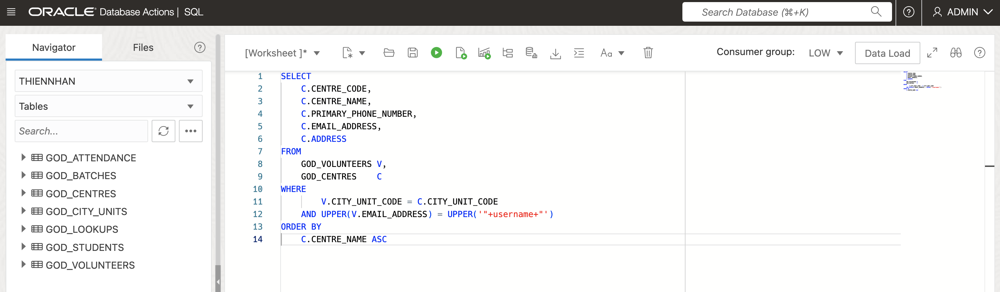 ORACLE Database Actions | SQL
Search Database (⌘+K)
ADMIN
Navigator
Files
THIENNHAN
Tables
Search...
GOD_ATTENDANCE
GOD_BATCHES
GOD_CENTRES
GOD_CITY_UNITS
GOD_LOOKUPS
GOD_STUDENTS
GOD_VOLUNTEERS
[Worksheet ]*
Aa
Consumer group: LOW
Data Load
1 SELECT
2 C.CENTRE_CODE,
3 C.CENTRE_NAME,
4 C.PRIMARY_PHONE_NUMBER,
5 C.EMAIL_ADDRESS,
6 C.ADDRESS
7 FROM
8 GOD_VOLUNTEERS V,
9 GOD_CENTRES C
10 WHERE
11 V.CITY_UNIT_CODE = C.CITY_UNIT_CODE
12 AND UPPER(V.EMAIL_ADDRESS) = UPPER('"+username+"')
13 ORDER BY
14 C.CENTRE_NAME ASC